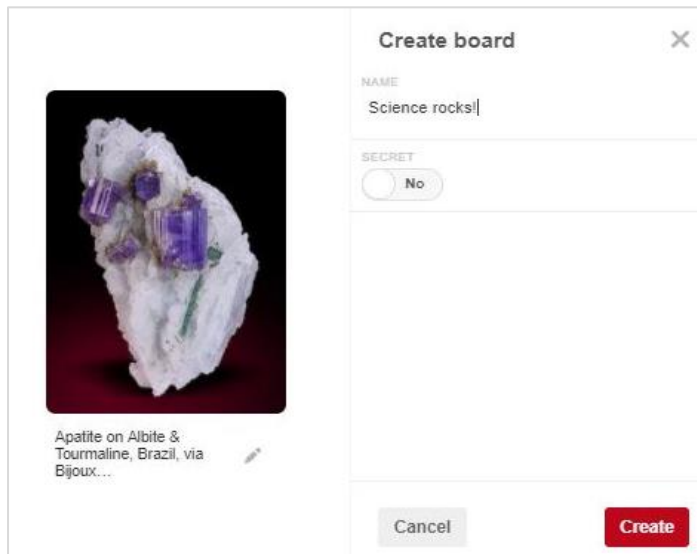 Create board
NAME
Science rocks!
SECRET
No
Apatite on Albite &
Tourmaline, Brazil, via
Bijoux...
Cancel
Create